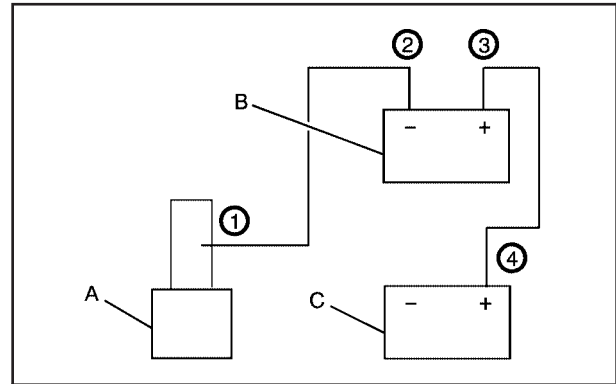 ② ③
B
− +
①
④
A
C
− +